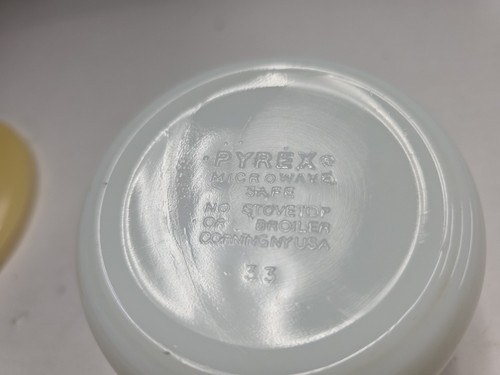 PYREX®
MICROWAVE
SAFE
NO STOVETOP
OR BROILER
CORNING NY USA
33